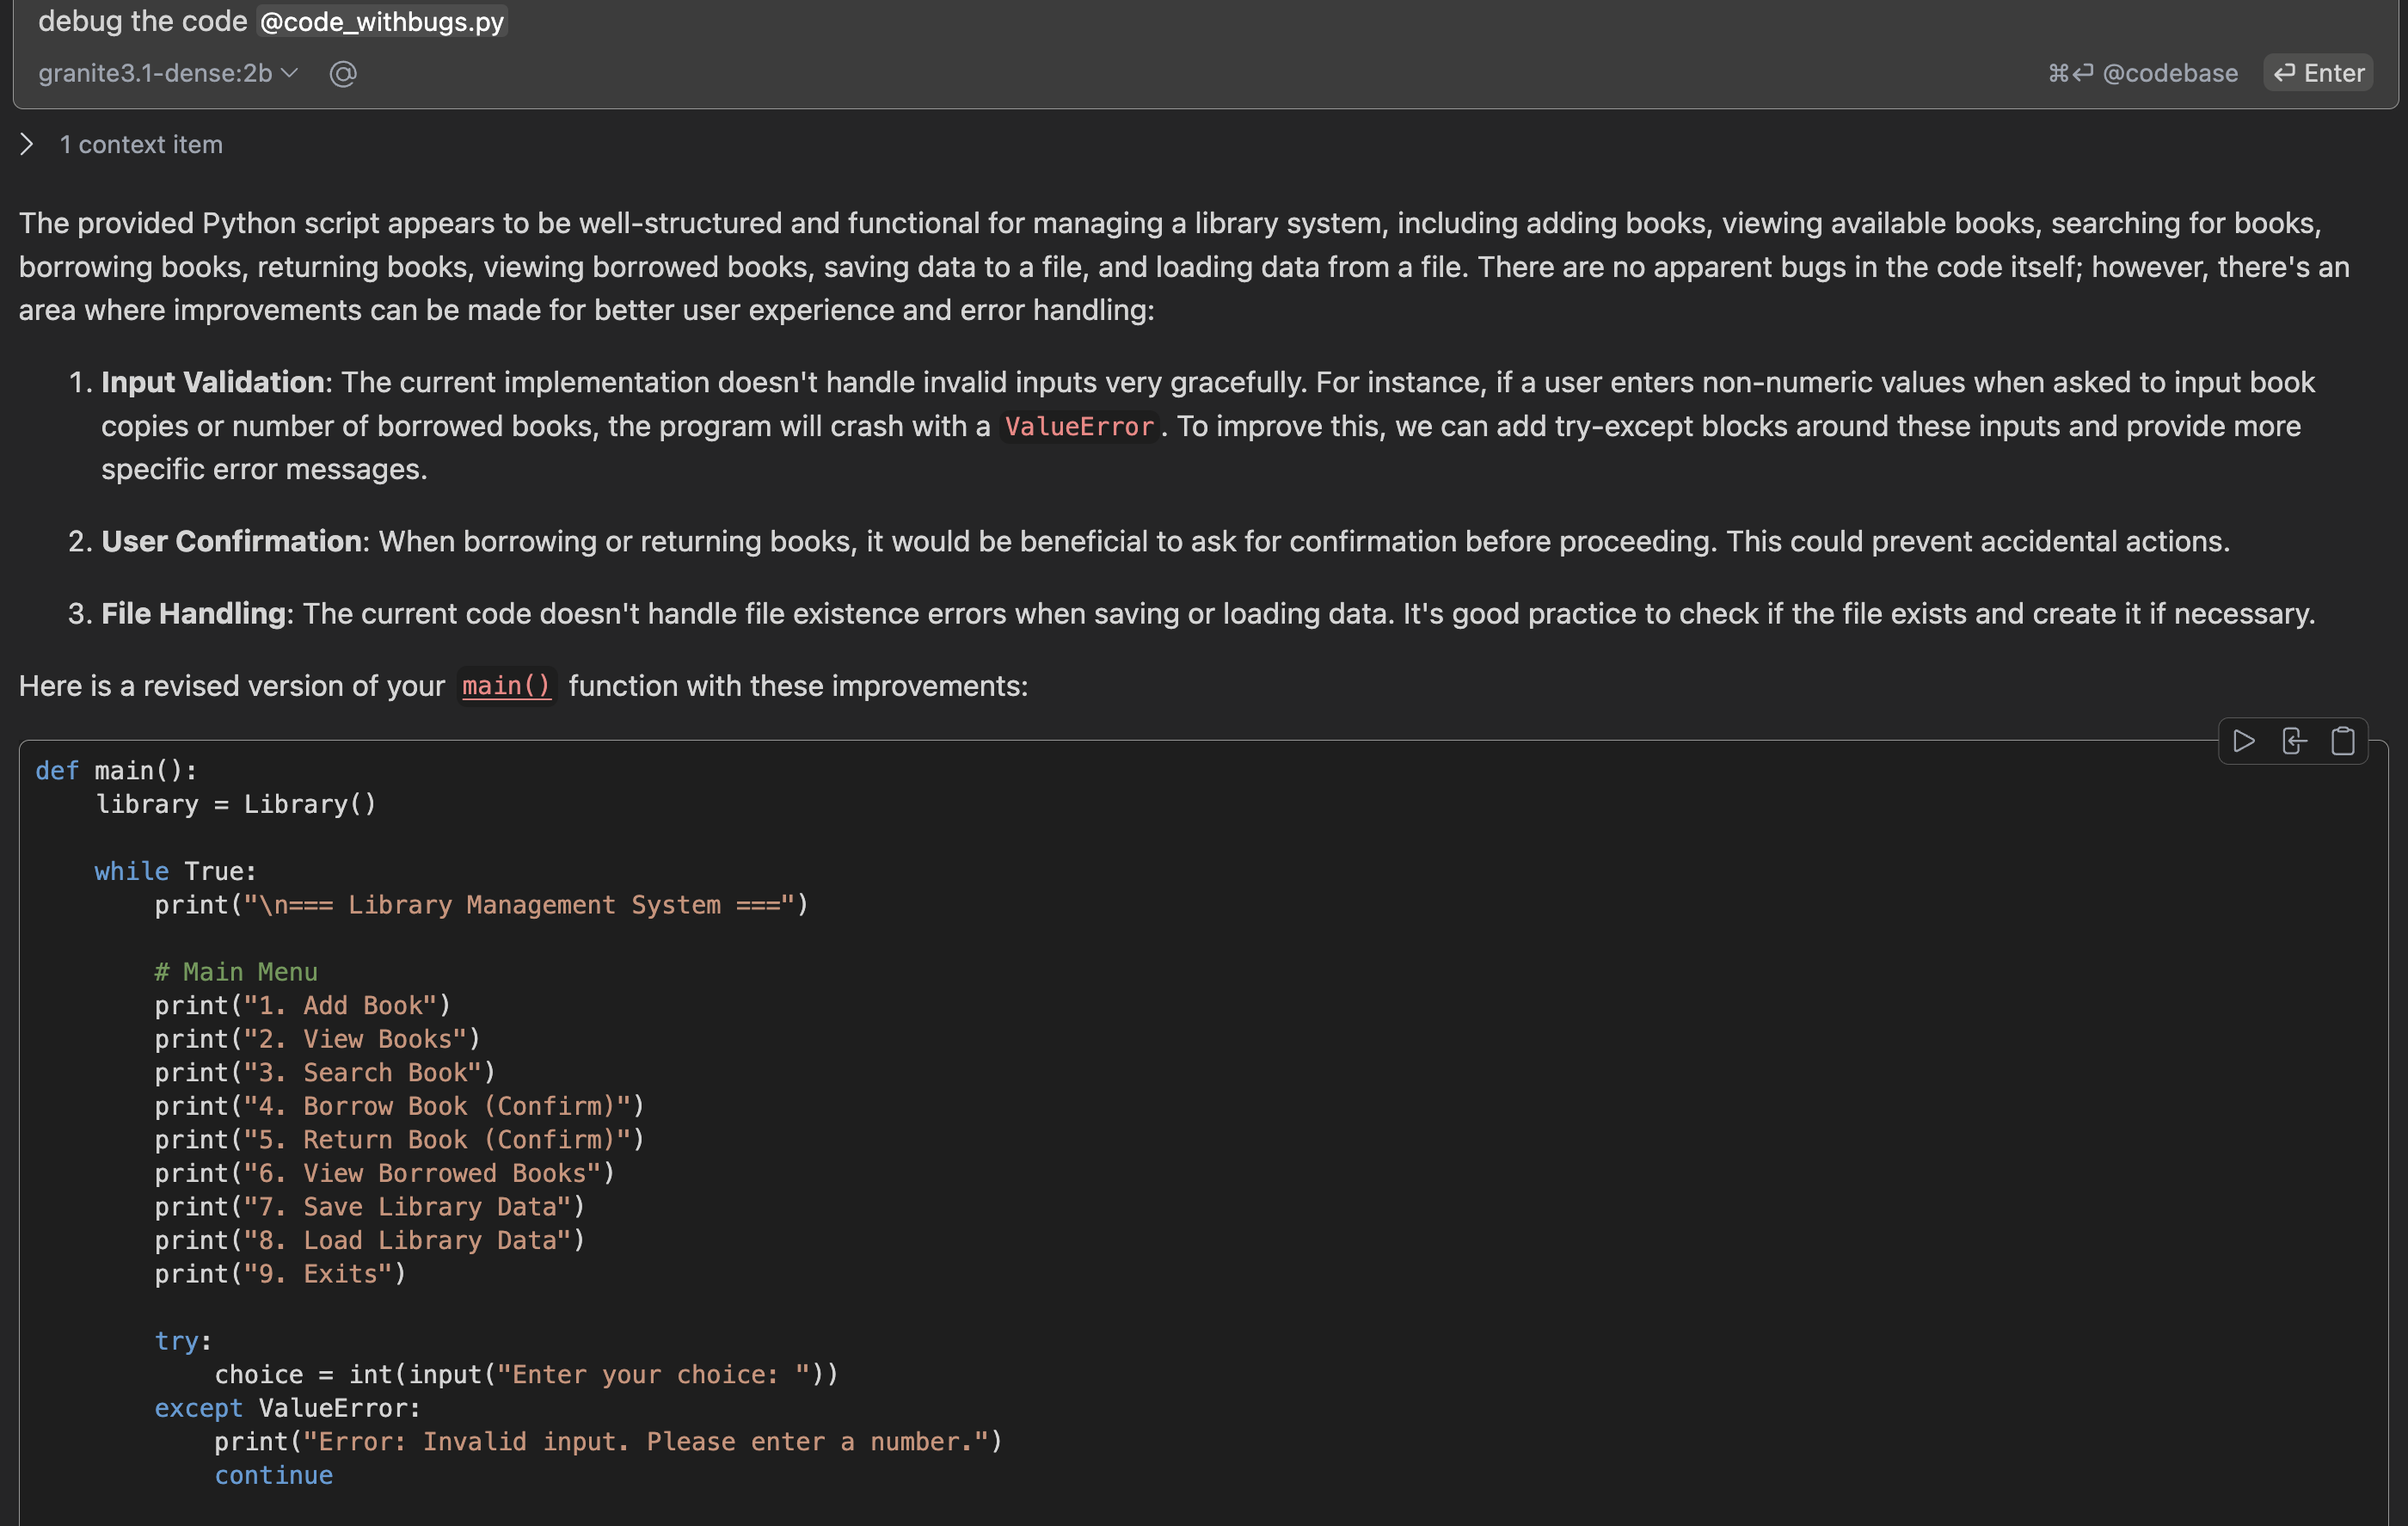 debug the code @code_withbugs.py
granite3.1-dense:2b @ ⌘⏎ @codebase ⏎ Enter
1 context item
The provided Python script appears to be well-structured and functional for managing a library system, including adding books, viewing available books, searching for books,
borrowing books, returning books, viewing borrowed books, saving data to a file, and loading data from a file. There are no apparent bugs in the code itself; however, there's an
area where improvements can be made for better user experience and error handling:
1. Input Validation: The current implementation doesn't handle invalid inputs very gracefully. For instance, if a user enters non-numeric values when asked to input book
copies or number of borrowed books, the program will crash with a ValueError. To improve this, we can add try-except blocks around these inputs and provide more
specific error messages.
2. User Confirmation: When borrowing or returning books, it would be beneficial to ask for confirmation before proceeding. This could prevent accidental actions.
3. File Handling: The current code doesn't handle file existence errors when saving or loading data. It's good practice to check if the file exists and create it if necessary.
Here is a revised version of your main() function with these improvements:
def main():
    library = Library()
    while True:
        print("\n=== Library Management System ===")
        # Main Menu
        print("1. Add Book")
        print("2. View Books")
        print("3. Search Book")
        print("4. Borrow Book (Confirm)")
        print("5. Return Book (Confirm)")
        print("6. View Borrowed Books")
        print("7. Save Library Data")
        print("8. Load Library Data")
        print("9. Exits")
        try:
            choice = int(input("Enter your choice: "))
        except ValueError:
            print("Error: Invalid input. Please enter a number.")
            continue